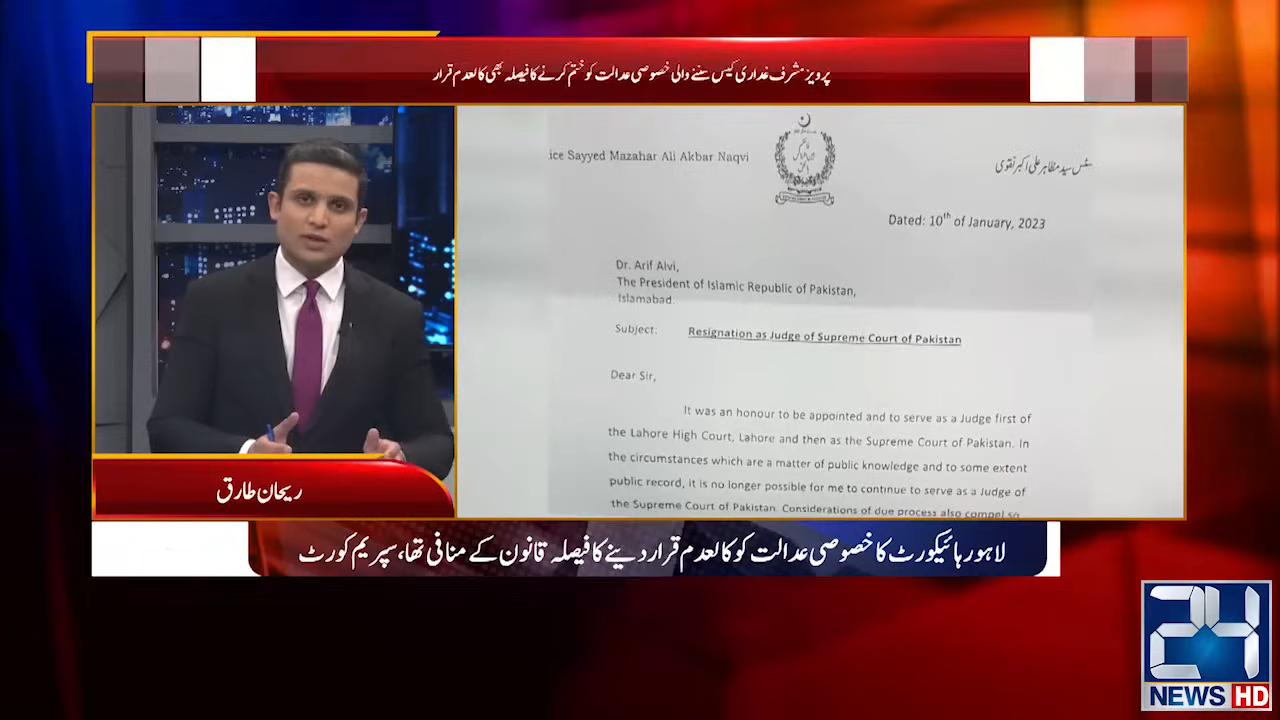 پرویز مشرف غداری کیس سننے والی خصوصی عدالت کو ختم کرنے کا فیصلہ بھی کالعدم قرار
ice Sayyed Mazahar Ali Akbar Naqvi
سٹس سید مظاہر علی اکبر نقوی
Dated: 10th of January, 2023
Dr. Arif Alvi,
The President of Islamic Republic of Pakistan,
Islamabad.
Subject: Resignation as Judge of Supreme Court of Pakistan
Dear Sir,
It was an honour to be appointed and to serve as a Judge first of
the Lahore High Court, Lahore and then as the Supreme Court of Pakistan. In
the circumstances which are a matter of public knowledge and to some extent
public record, it is no longer possible for me to continue to serve as a Judge of
the Supreme Court of Pakistan. Considerations of due process also compel so
ریحان طارق
لاہور ہائیکورٹ کا خصوصی عدالت کو کالعدم قرار دینے کا فیصلہ قانون کے منافی تھا، سپریم کورٹ
24
NEWS HD